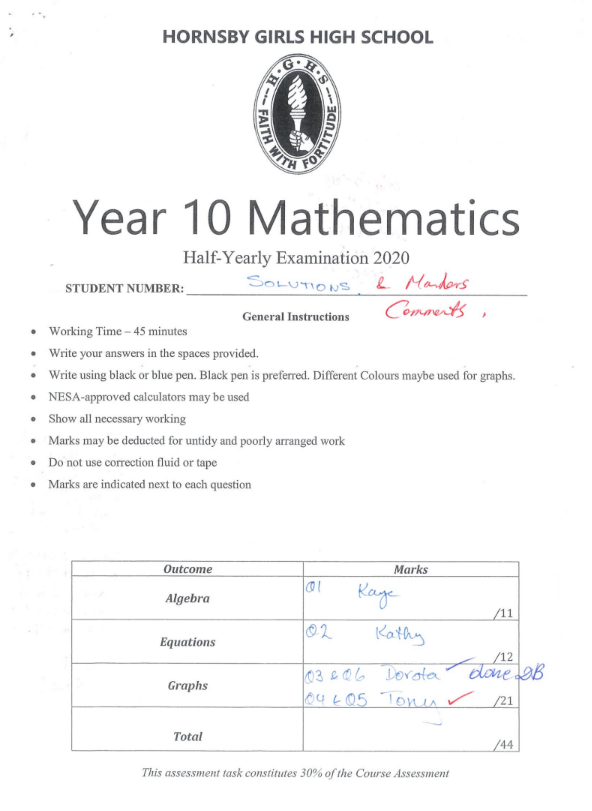 HORNSBY GIRLS HIGH SCHOOL
H·G·H·S
FAITH WITH FORTITUDE
Year 10 Mathematics
Half-Yearly Examination 2020
STUDENT NUMBER: SOLUTIONS & Markers
General Instructions Comments.
• Working Time – 45 minutes
• Write your answers in the spaces provided.
• Write using black or blue pen. Black pen is preferred. Different Colours maybe used for graphs.
• NESA-approved calculators may be used
• Show all necessary working
• Marks may be deducted for untidy and poorly arranged work
• Do not use correction fluid or tape
• Marks are indicated next to each question
Outcome Marks
Algebra Q1 Kaye /11
Equations Q2 Kathy /12
Graphs Q3 & Q6 Dorota ✓ done DB
Q4 & Q5 Tony ✓ /21
Total /44
This assessment task constitutes 30% of the Course Assessment